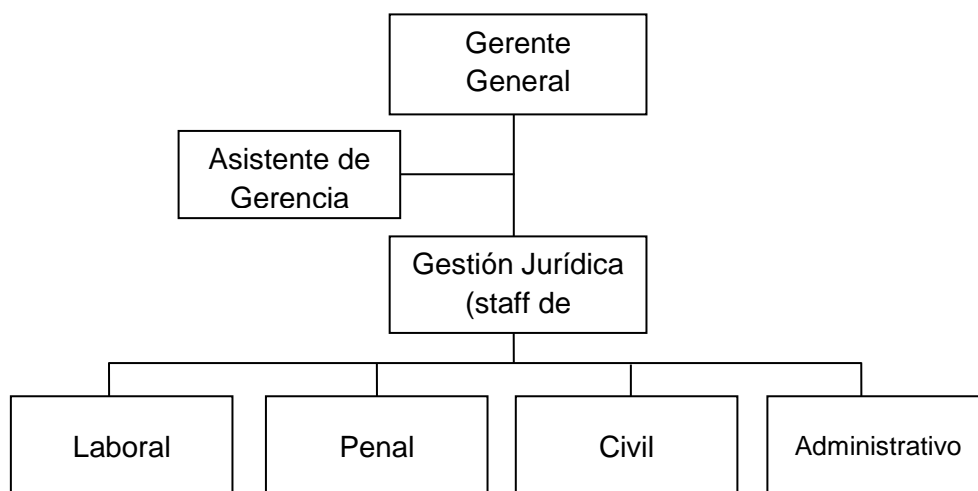 Gerente
General
Asistente de
Gerencia
Gestión Jurídica
(staff de
Laboral
Penal
Civil
Administrativo